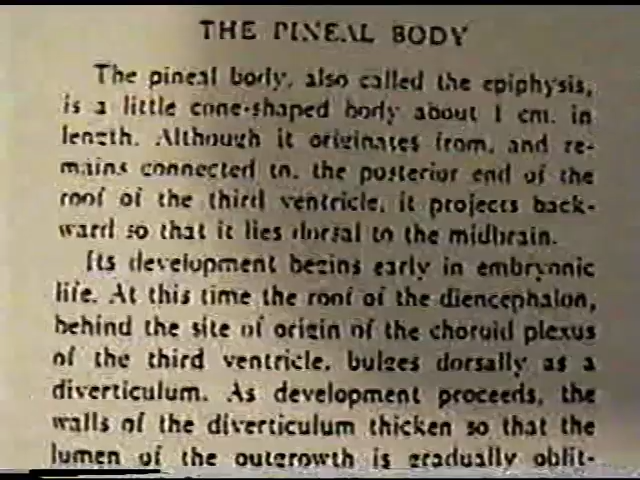 THE PINEAL BODY
The pineal body, also called the epiphysis,
is a little cone-shaped body about 1 cm. in
length. Although it originates from, and re-
mains connected to, the posterior end of the
roof of the third ventricle, it projects back-
ward so that it lies dorsal to the midbrain.
Its development begins early in embryonic
life. At this time the roof of the diencephalon,
behind the site of origin of the choroid plexus
of the third ventricle, bulges dorsally as a
diverticulum. As development proceeds, the
walls of the diverticulum thicken so that the
lumen of the outgrowth is gradually oblit-